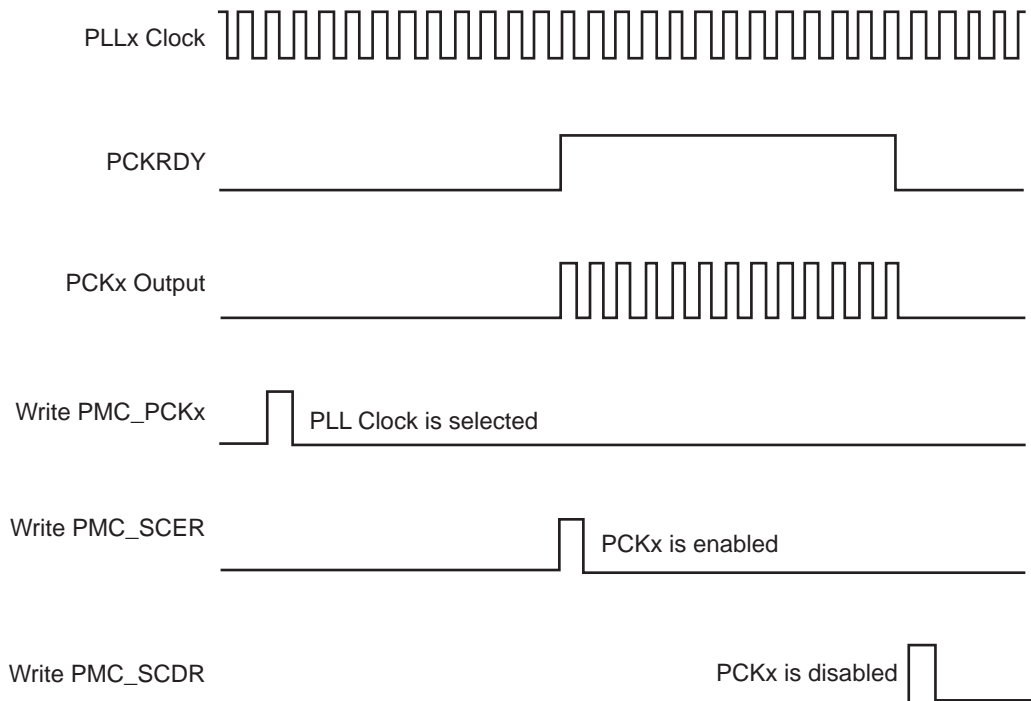 PLLx Clock
PCKRDY
PCKx Output
Write PMC_PCKx
PLL Clock is selected
Write PMC_SCER
PCKx is enabled
Write PMC_SCDR
PCKx is disabled